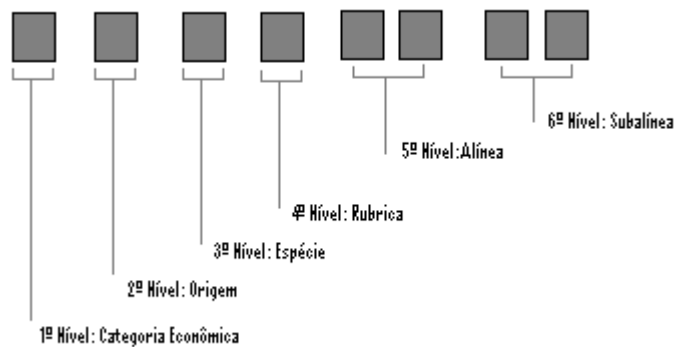 6º Nível: Subalínea
5º Nível:Alínea
4º Nível: Rubrica
3º Nível: Espécie
2º Nível: Origem
1º Nível: Categoria Econômica